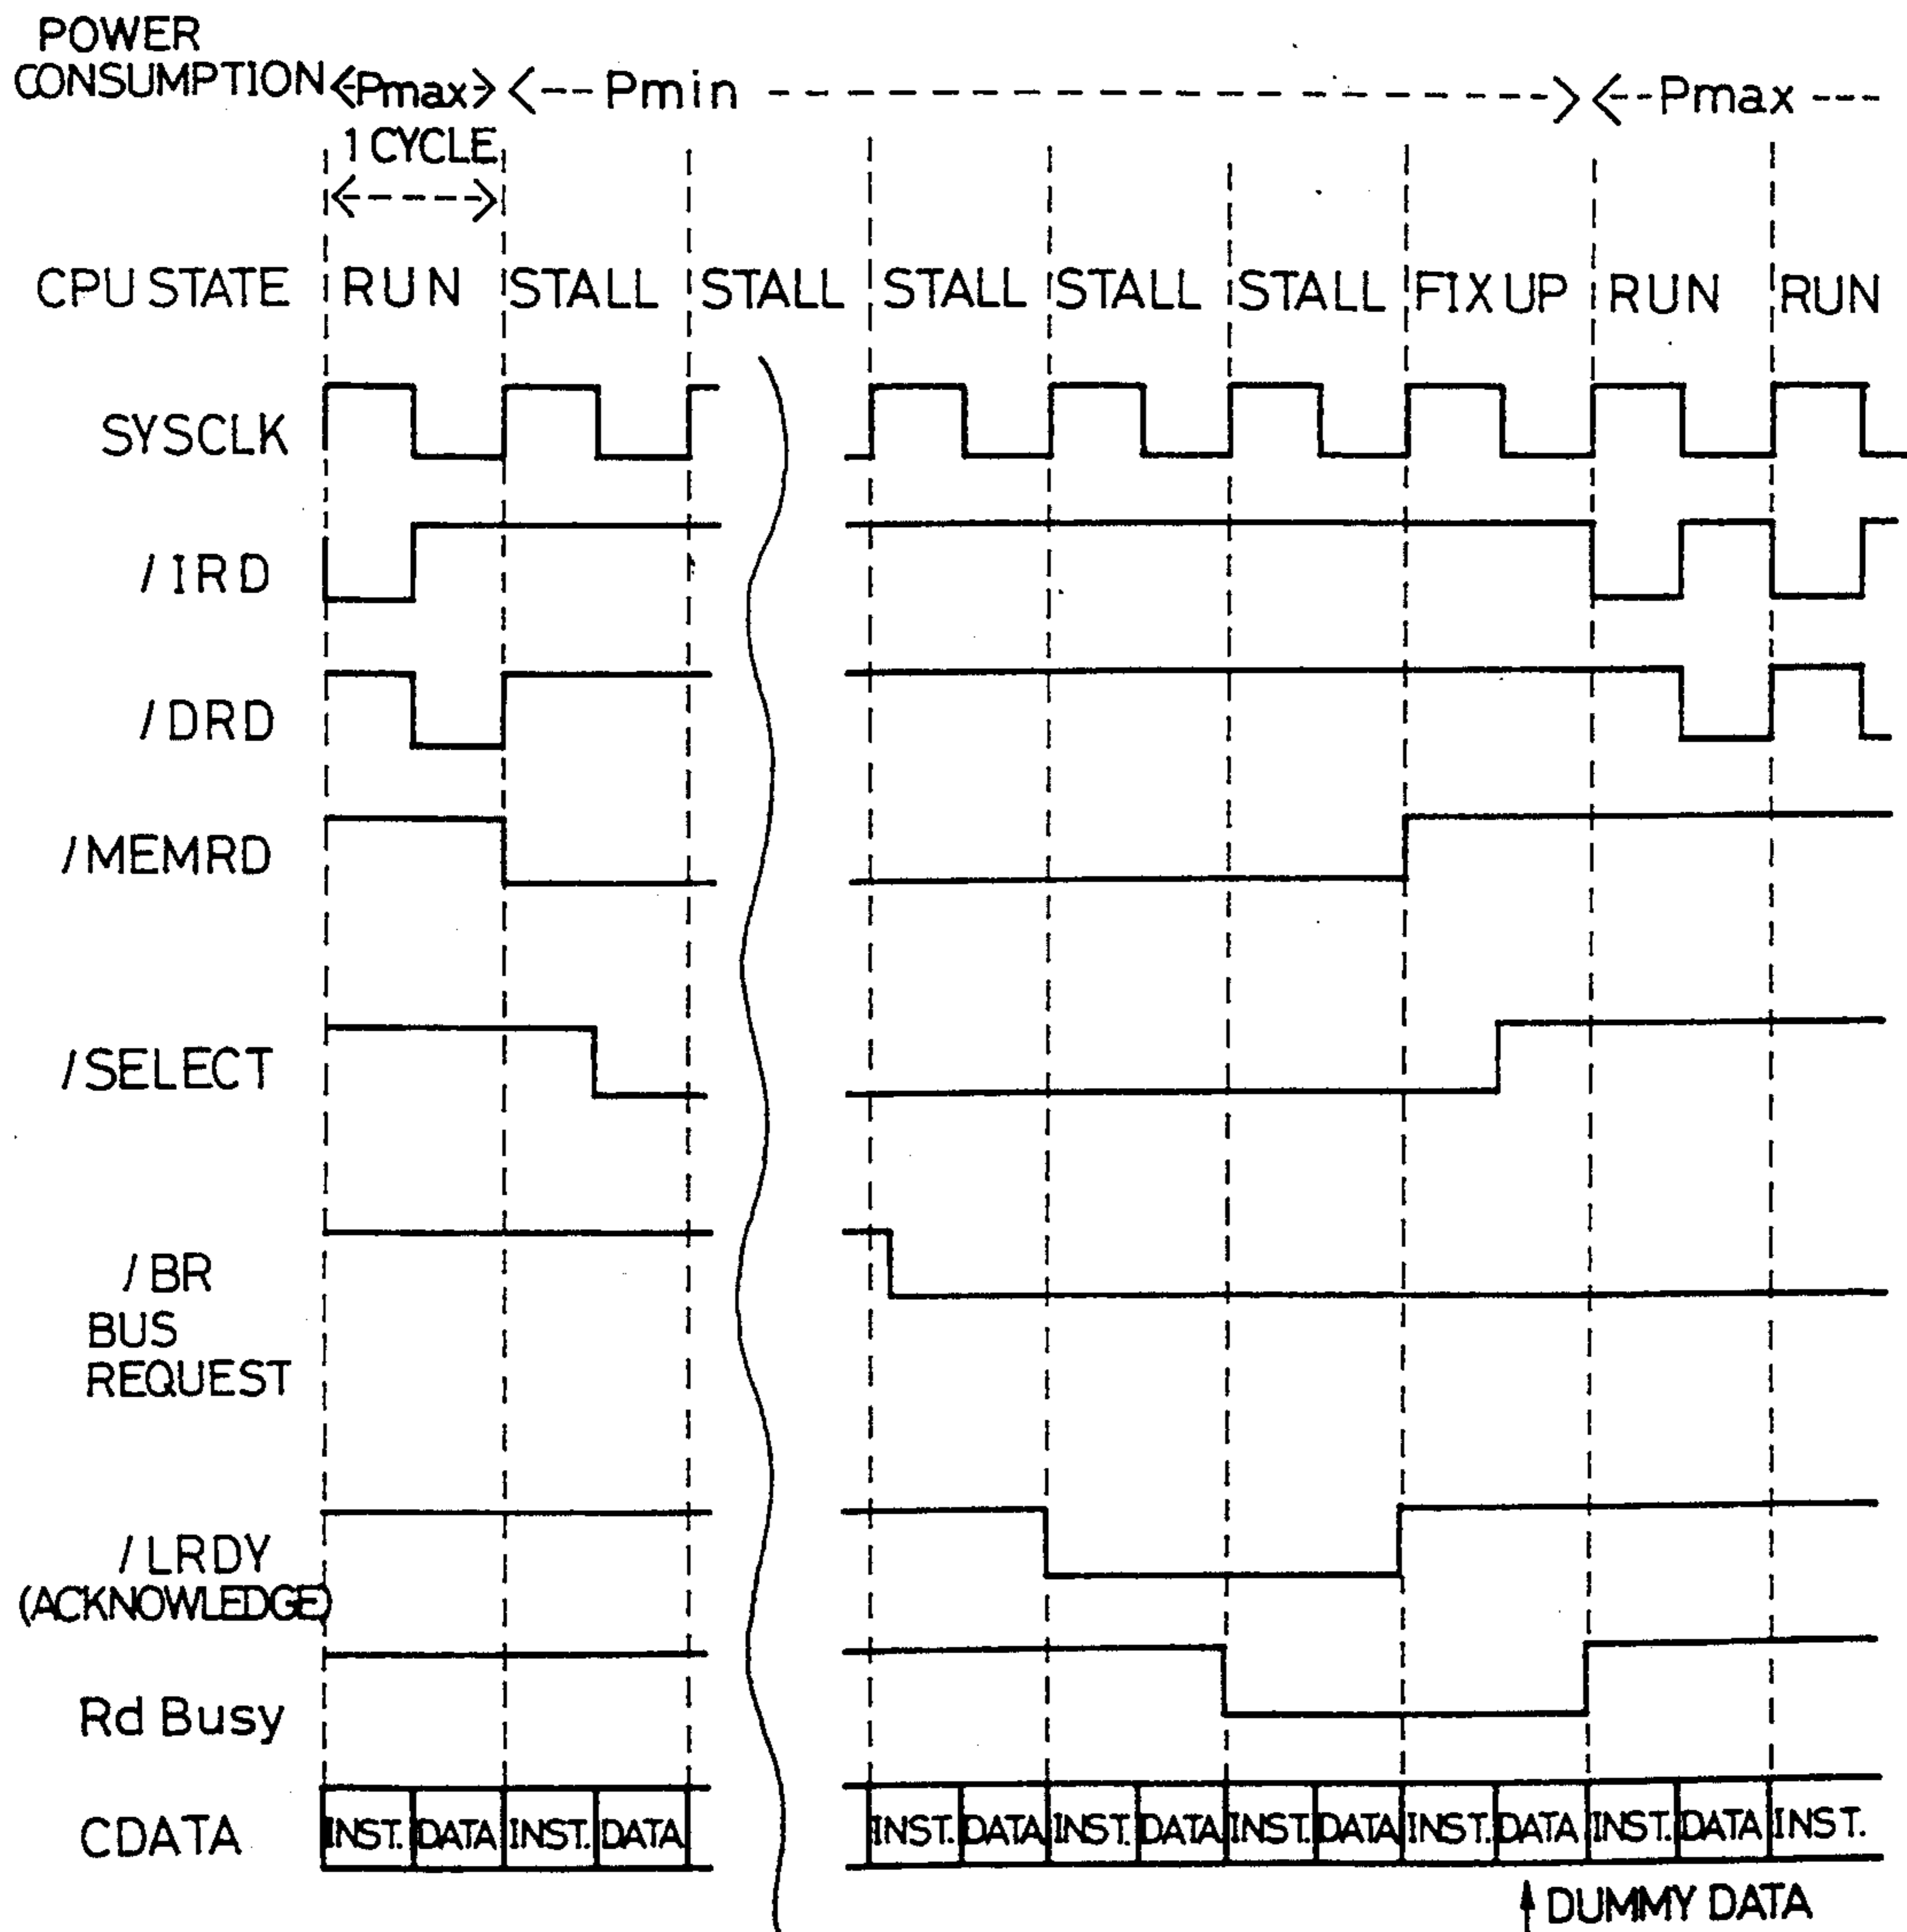 POWER
CONSUMPTION <-Pmax-> <-- Pmin --------------------> <--Pmax ---
1 CYCLE
CPU STATE RUN STALL STALL STALL STALL STALL FIX UP RUN RUN
SYSCLK
/IRD
/DRD
/MEMRD
/SELECT
/BR
BUS
REQUEST
/LRDY
(ACKNOWLEDGE)
Rd Busy
CDATA INST. DATA INST. DATA INST. DATA INST. DATA INST. DATA INST. DATA INST. DATA INST.
DUMMY DATA